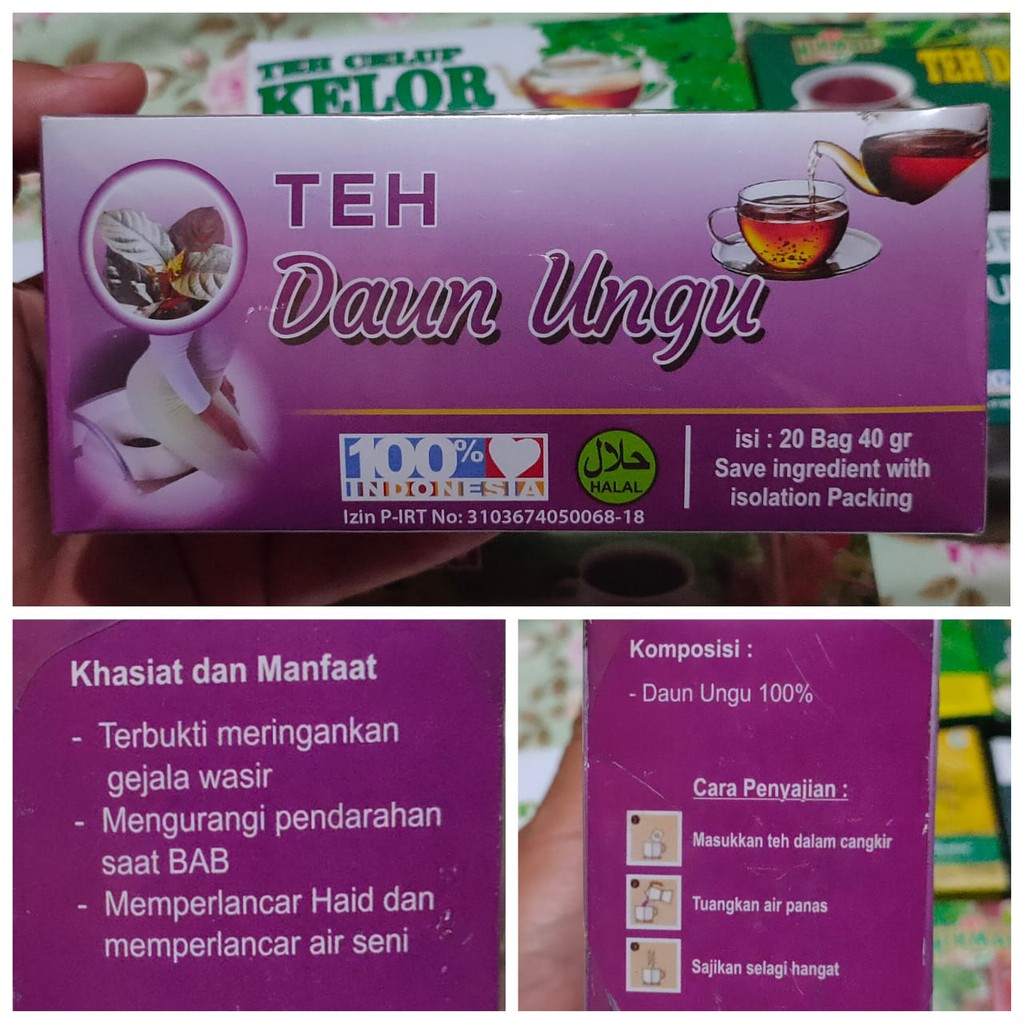 TEH CELUP
KELOR
TEH D
TEH
Daun Ungu
100%
INDONESIA
حلال
HALAL
Izin P-IRT No: 3103674050068-18
isi : 20 Bag 40 gr
Save ingredient with
isolation Packing
Khasiat dan Manfaat
- Terbukti meringankan
gejala wasir
- Mengurangi pendarahan
saat BAB
- Memperlancar Haid dan
memperlancar air seni
Komposisi :
- Daun Ungu 100%
Cara Penyajian :
Masukkan teh dalam cangkir
Tuangkan air panas
Sajikan selagi hangat